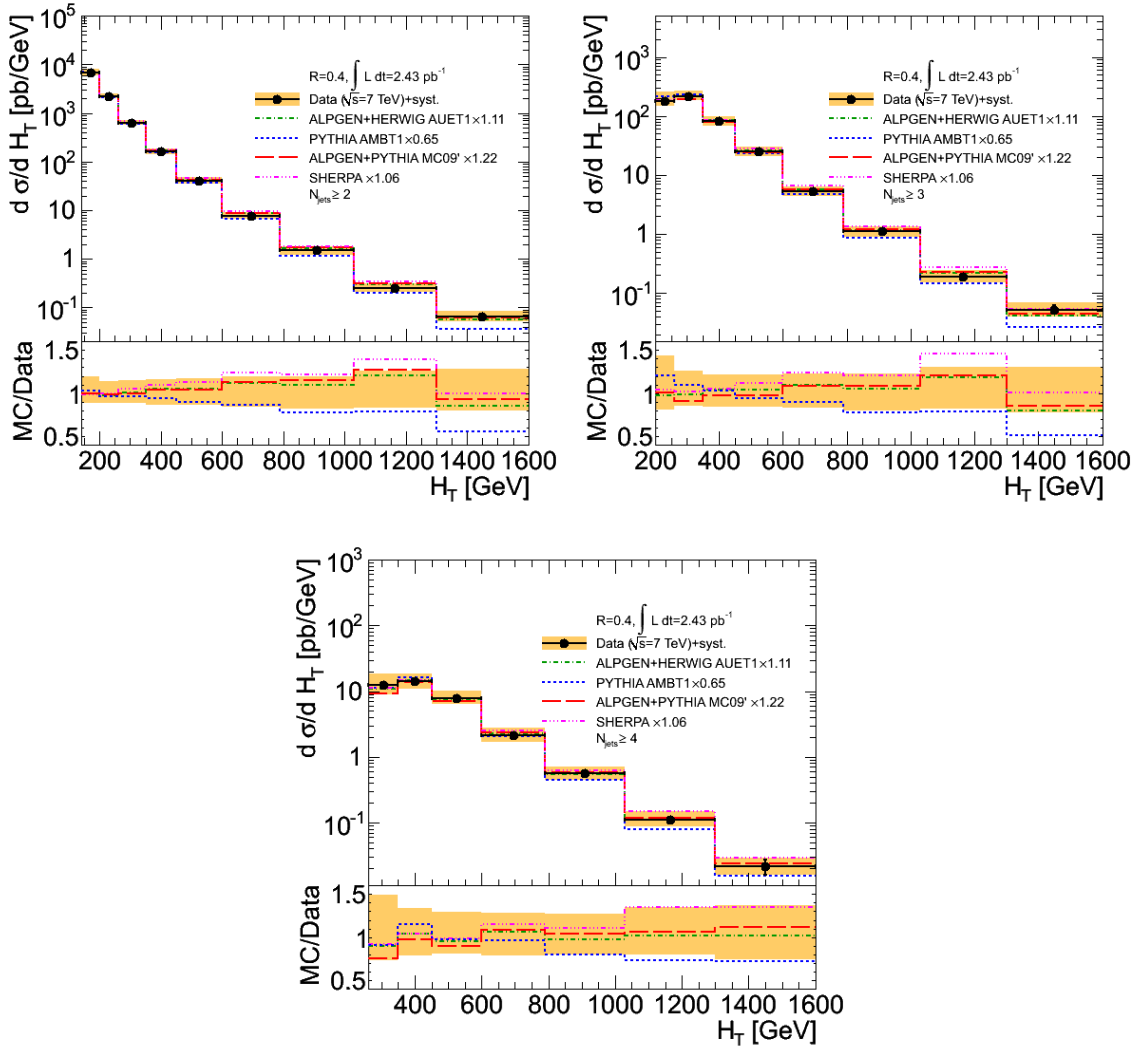 d σ/d H_T [pb/GeV]
10^5
10^4
10^3
10^2
10
1
10^-1
R=0.4, ∫ L dt=2.43 pb^-1
Data (√s=7 TeV)+syst.
ALPGEN+HERWIG AUET1×1.11
PYTHIA AMBT1×0.65
ALPGEN+PYTHIA MC09' ×1.22
SHERPA ×1.06
N_jets ≥ 2
MC/Data
1.5
1
0.5
200 400 600 800 1000 1200 1400 1600
H_T [GeV]
d σ/d H_T [pb/GeV]
10^3
10^2
10
1
10^-1
R=0.4, ∫ L dt=2.43 pb^-1
Data (√s=7 TeV)+syst.
ALPGEN+HERWIG AUET1×1.11
PYTHIA AMBT1×0.65
ALPGEN+PYTHIA MC09' ×1.22
SHERPA ×1.06
N_jets ≥ 3
MC/Data
1.5
1
0.5
200 400 600 800 1000 1200 1400 1600
H_T [GeV]
d σ/d H_T [pb/GeV]
10^3
10^2
10
1
10^-1
R=0.4, ∫ L dt=2.43 pb^-1
Data (√s=7 TeV)+syst.
ALPGEN+HERWIG AUET1×1.11
PYTHIA AMBT1×0.65
ALPGEN+PYTHIA MC09' ×1.22
SHERPA ×1.06
N_jets ≥ 4
MC/Data
1.5
1
0.5
400 600 800 1000 1200 1400 1600
H_T [GeV]